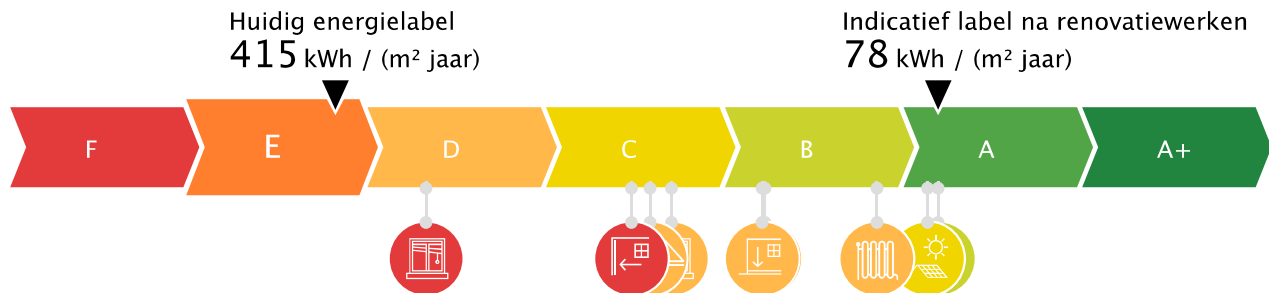 Huidig energielabel
415 kWh / (m² jaar)
Indicatief label na renovatiewerken
78 kWh / (m² jaar)
F
E
D
C
B
A
A+